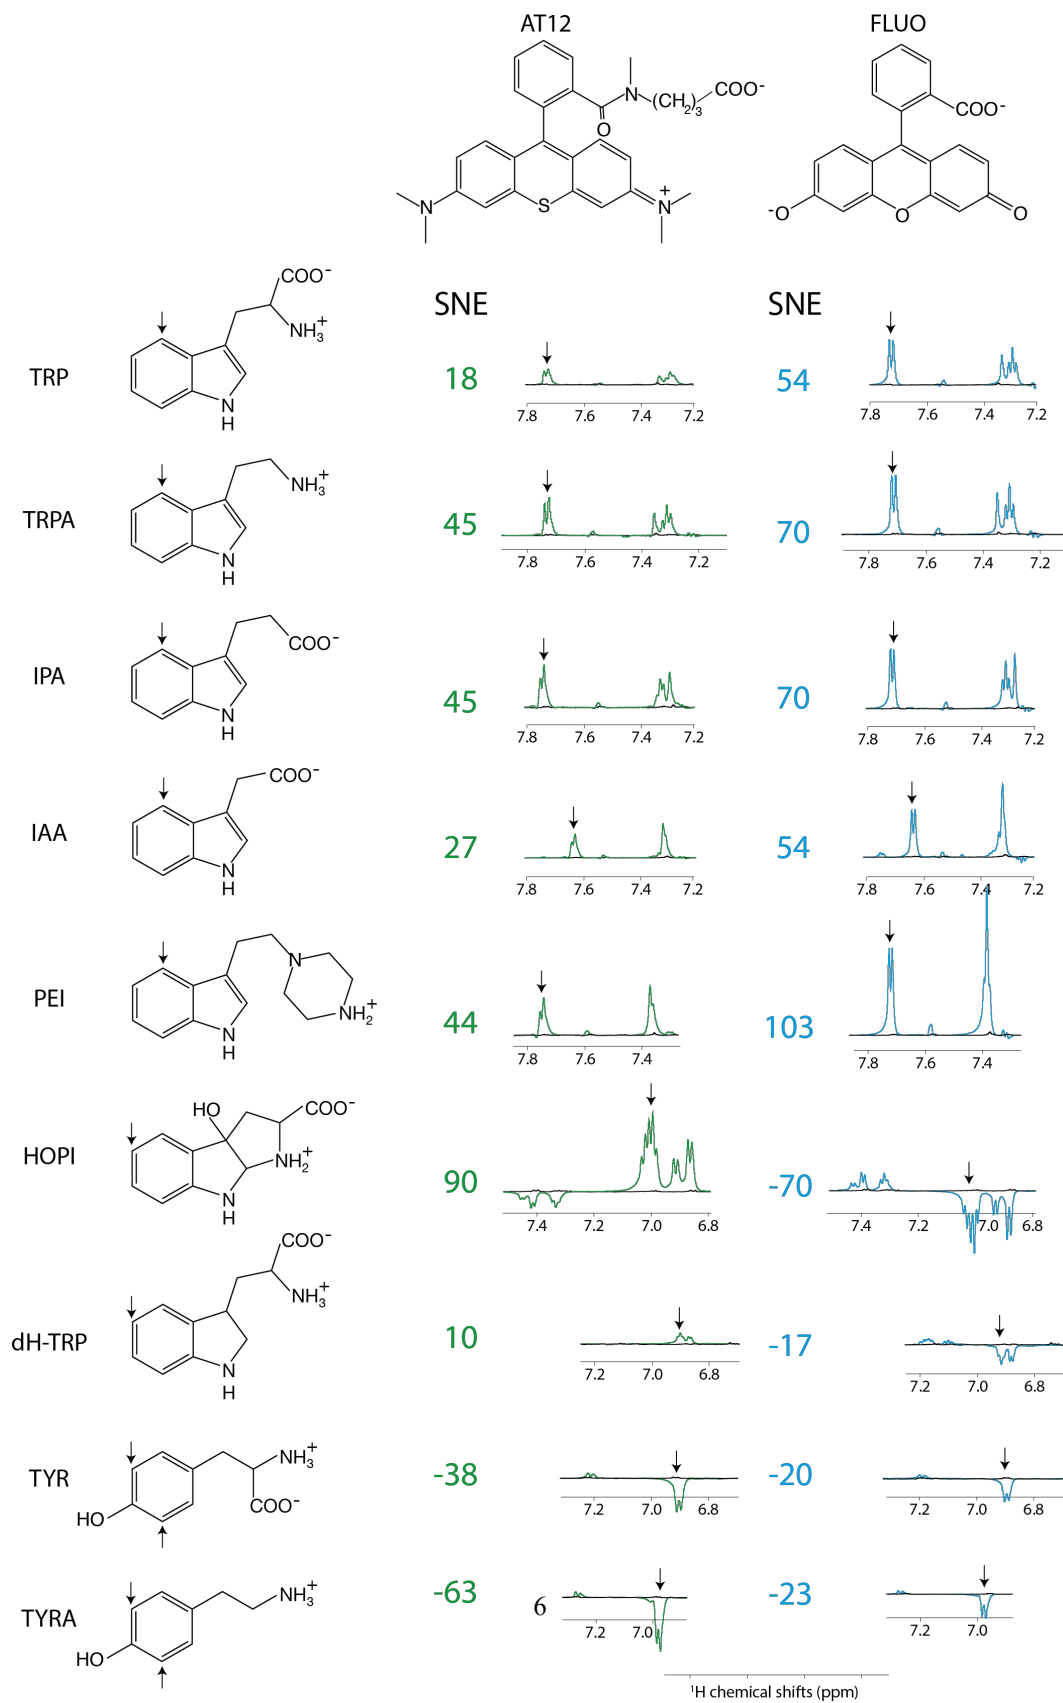 AT12 FLUO
N (CH2)3 COO-
O
COO-
N S N+
-O O O
COO-
NH3+
N
H
TRP
SNE SNE
18 54
7.8 7.6 7.4 7.2 7.8 7.6 7.4 7.2
NH3+
TRPA
N
H
45 70
7.8 7.6 7.4 7.2 7.8 7.6 7.4 7.2
COO-
IPA
N
H
45 70
7.8 7.6 7.4 7.2 7.8 7.6 7.4 7.2
COO-
IAA
N
H
27 54
7.8 7.6 7.4 7.2 7.8 7.6 7.4 7.2
N
NH2+
PEI
N
H
44 103
7.8 7.6 7.4 7.8 7.6 7.4
HO COO-
NH2+
HOPI
N
H
90 -70
7.4 7.2 7.0 6.8 7.4 7.2 7.0 6.8
COO-
NH3+
dH-TRP
N
H
10 -17
7.2 7.0 6.8 7.2 7.0 6.8
NH3+
COO-
TYR
HO
-38 -20
7.2 7.0 6.8 7.2 7.0 6.8
NH3+
TYRA
HO
-63 6 -23
7.2 7.0 7.2 7.0
1H chemical shifts (ppm)